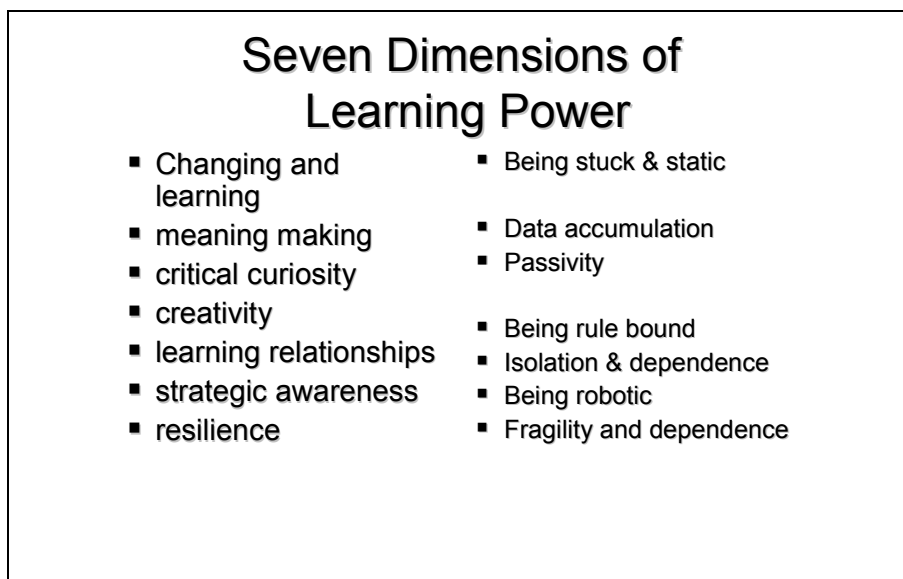 Seven Dimensions of
Learning Power
▪ Changing and
learning
▪ meaning making
▪ critical curiosity
▪ creativity
▪ learning relationships
▪ strategic awareness
▪ resilience
▪ Being stuck & static
▪ Data accumulation
▪ Passivity
▪ Being rule bound
▪ Isolation & dependence
▪ Being robotic
▪ Fragility and dependence